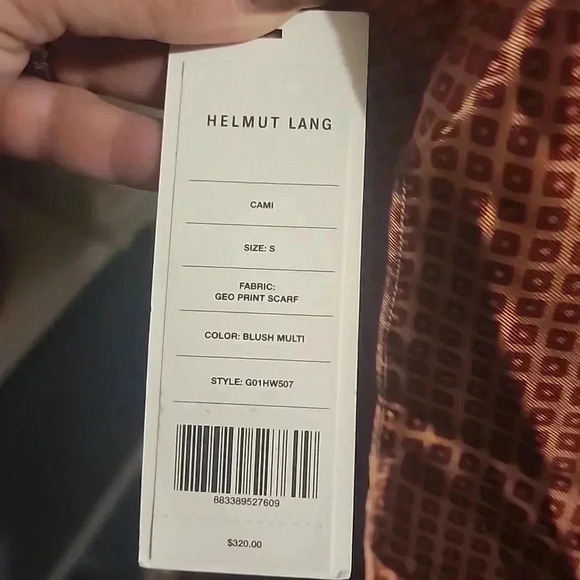 HELMUT LANG
CAMI
SIZE: S
FABRIC:
GEO PRINT SCARF
COLOR: BLUSH MULTI
STYLE: G01HW507
883389527609
$320.00